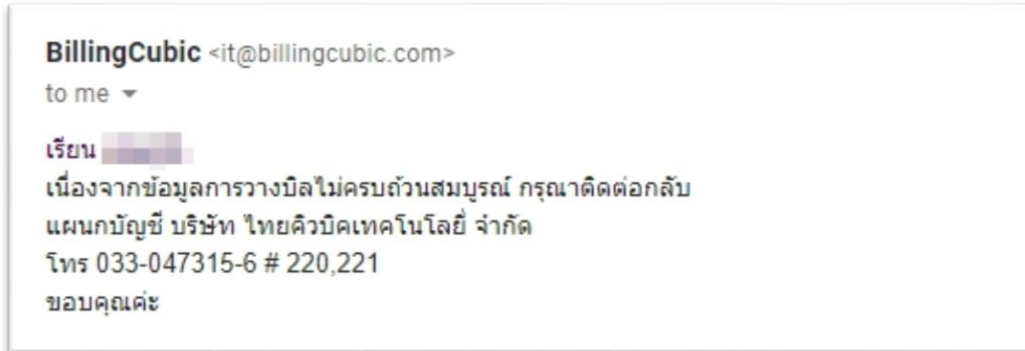 BillingCubic <it@billingcubic.com>
to me
เรียน
เนื่องจากข้อมูลการวางบิลไม่ครบถ้วนสมบูรณ์ กรุณาติดต่อกลับ
แผนกบัญชี บริษัท ไทยคิวบิคเทคโนโลยี่ จำกัด
โทร 033-047315-6 # 220,221
ขอบคุณค่ะ